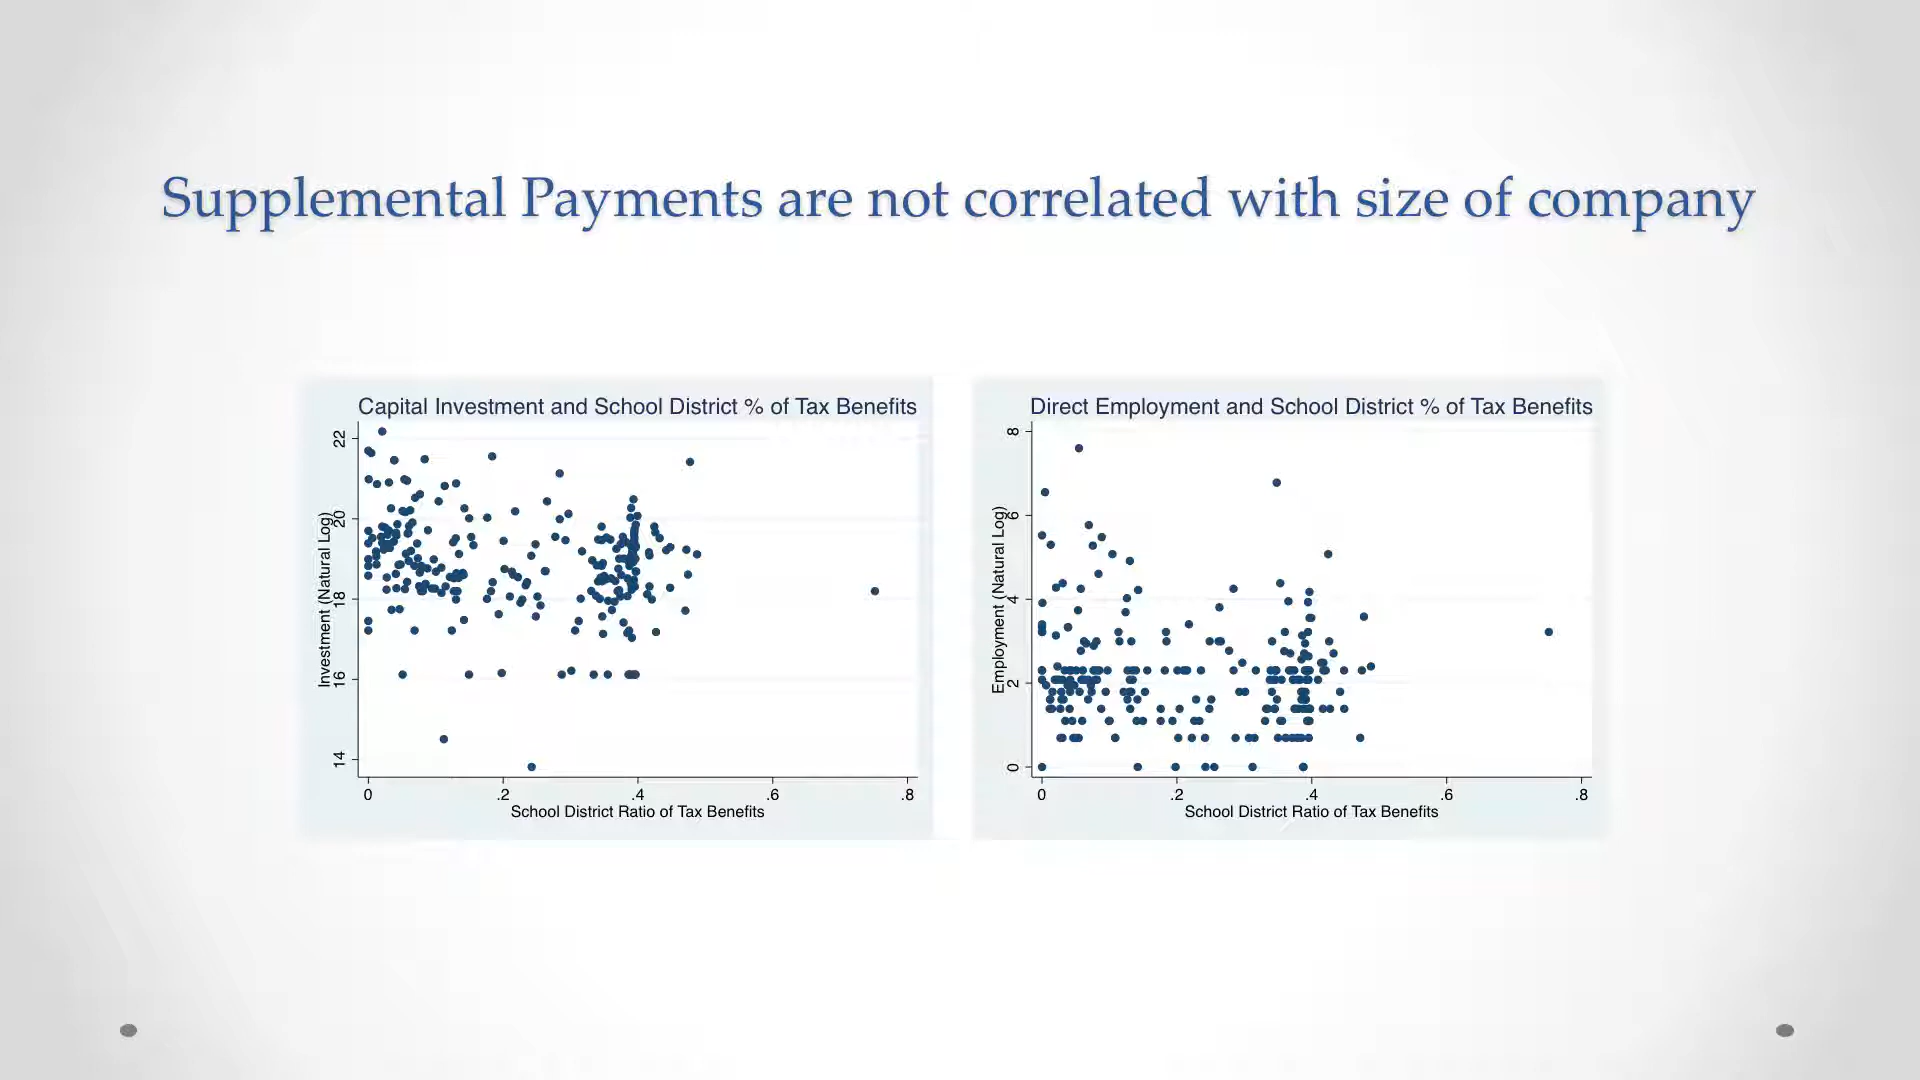 Supplemental Payments are not correlated with size of company
Capital Investment and School District % of Tax Benefits
Investment (Natural Log)
22
20
18
16
14
0 .2 .4 .6 .8
School District Ratio of Tax Benefits
Direct Employment and School District % of Tax Benefits
Employment (Natural Log)
8
6
4
2
0
0 .2 .4 .6 .8
School District Ratio of Tax Benefits